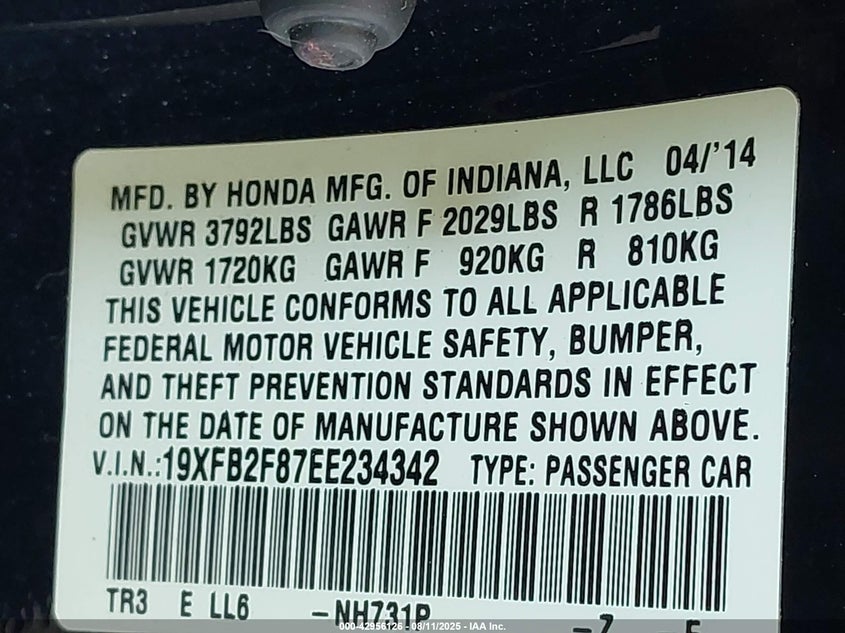 MFD. BY HONDA MFG. OF INDIANA, LLC 04/'14
GVWR 3792LBS GAWR F 2029LBS R 1786LBS
GVWR 1720KG GAWR F 920KG R 810KG
THIS VEHICLE CONFORMS TO ALL APPLICABLE
FEDERAL MOTOR VEHICLE SAFETY, BUMPER,
AND THEFT PREVENTION STANDARDS IN EFFECT
ON THE DATE OF MANUFACTURE SHOWN ABOVE.
V.I.N.:19XFB2F87EE234342 TYPE: PASSENGER CAR
TR3 E LL6 -NH731P -7
000-42956126 - 08/11/2025 - IAA Inc.